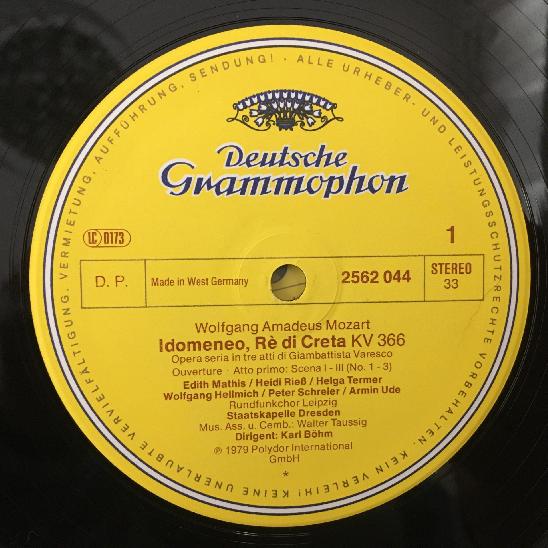 ALLE URHEBER- UND LEISTUNGSSCHUTZRECHTE VORBEHALTEN. KEIN VERLEIH! KEINE UNERLAUBTE VERVIELFÄLTIGUNG, VERMIETUNG, AUFFÜHRUNG, SENDUNG! ·
Deutsche
Grammophon
LC 0173
1
D. P.
Made in West Germany
2562 044
STEREO
33
Wolfgang Amadeus Mozart
Idomeneo, Rè di Creta KV 366
Opera seria in tre atti di Giambattista Varesco
Ouverture · Atto primo: Scena I - III (No. 1 - 3)
Edith Mathis / Heidi Rieß / Helga Termer
Wolfgang Hellmich / Peter Schreier / Armin Ude
Rundfunkchor Leipzig
Staatskapelle Dresden
Mus. Ass. u. Cemb.: Walter Taussig
Dirigent: Karl Böhm
℗ 1979 Polydor International
GmbH
*